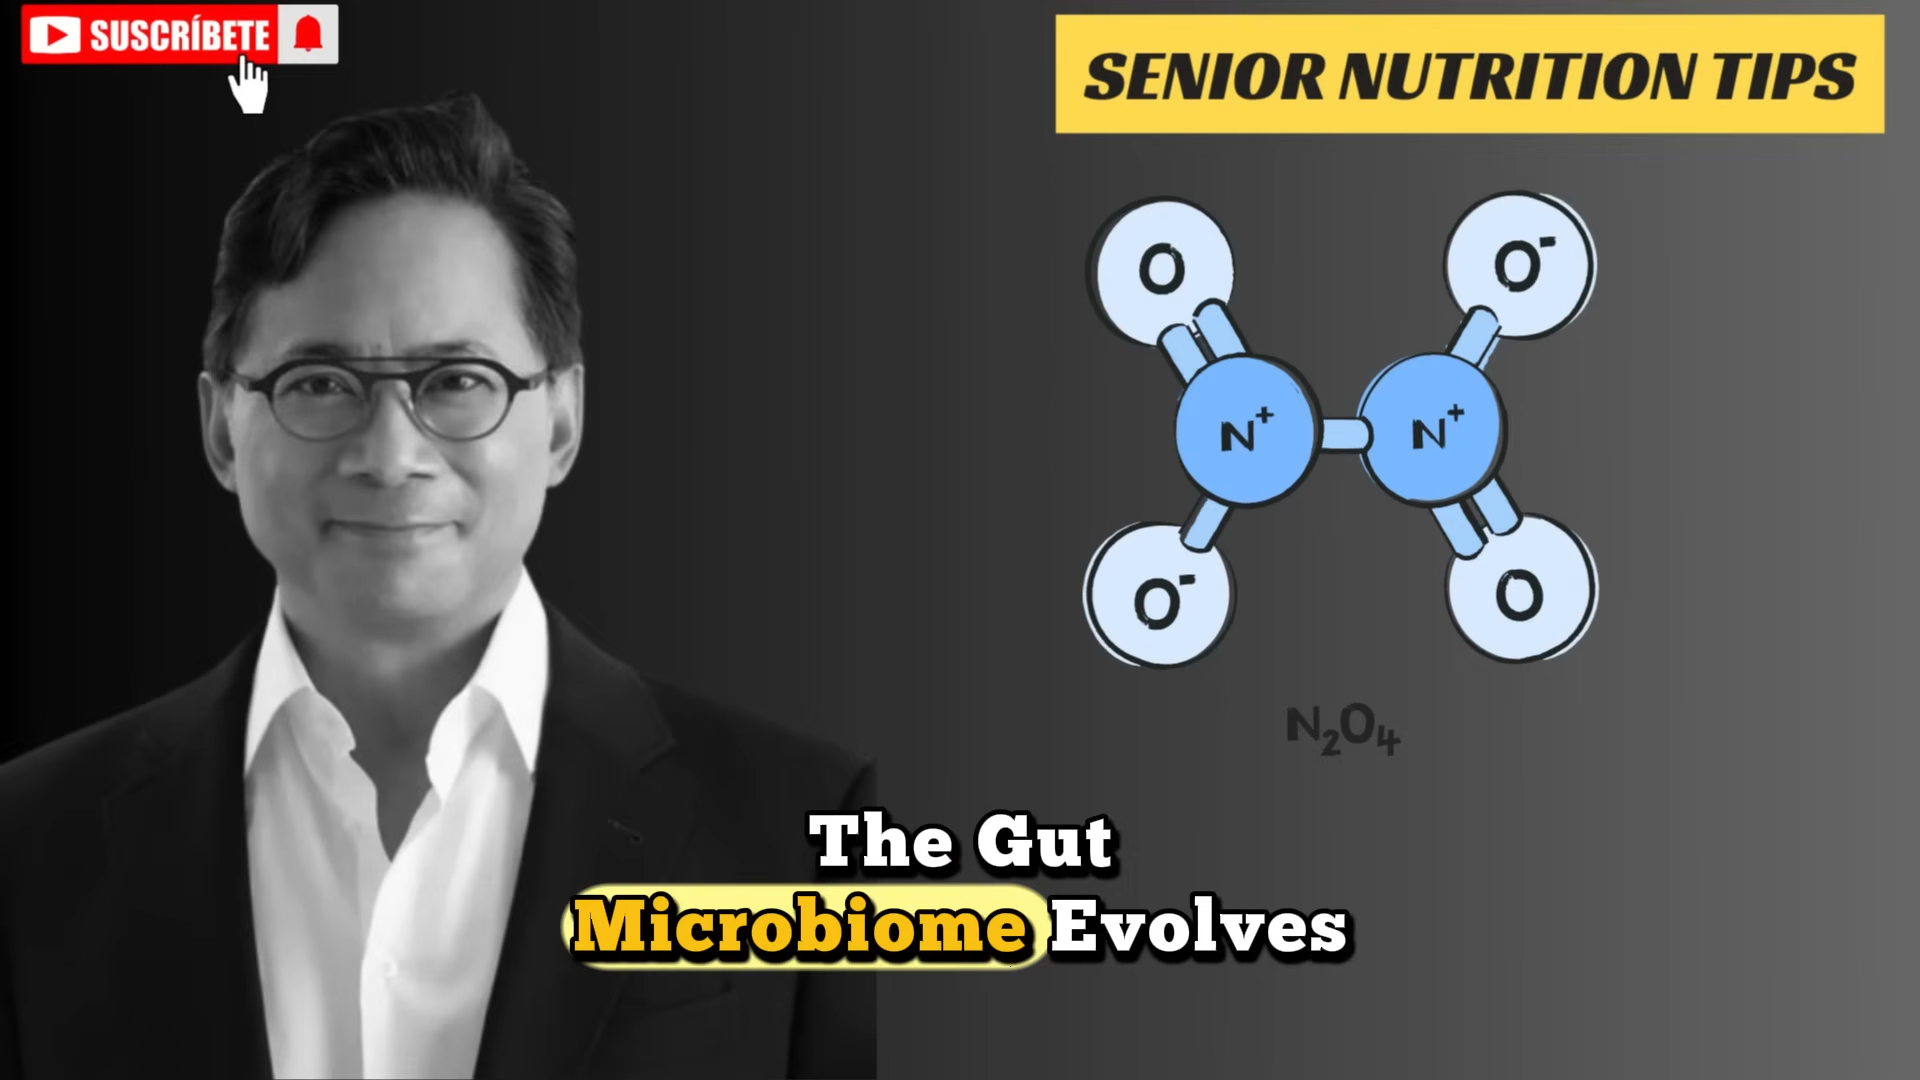 SUSCRÍBETE
SENIOR NUTRITION TIPS
O
O⁻
N⁺
N⁺
O⁻
O
N₂O₄
The Gut
Microbiome Evolves